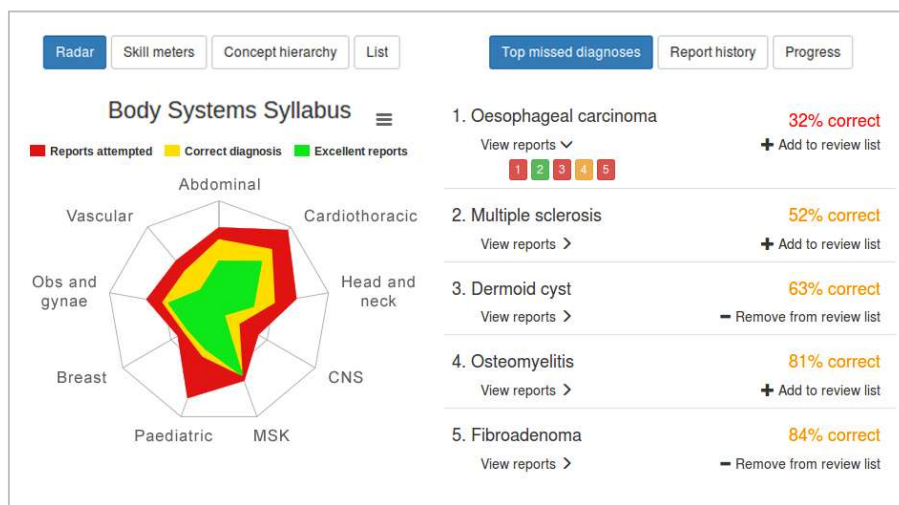 Radar
Skill meters
Concept hierarchy
List
Body Systems Syllabus
Reports attempted
Correct diagnosis
Excellent reports
Abdominal
Cardiothoracic
Head and
neck
CNS
MSK
Paediatric
Breast
Obs and
gynae
Vascular
Top missed diagnoses
Report history
Progress
1. Oesophageal carcinoma
32% correct
View reports
Add to review list
1 2 3 4 5
2. Multiple sclerosis
52% correct
View reports
Add to review list
3. Dermoid cyst
63% correct
View reports
Remove from review list
4. Osteomyelitis
81% correct
View reports
Add to review list
5. Fibroadenoma
84% correct
View reports
Remove from review list